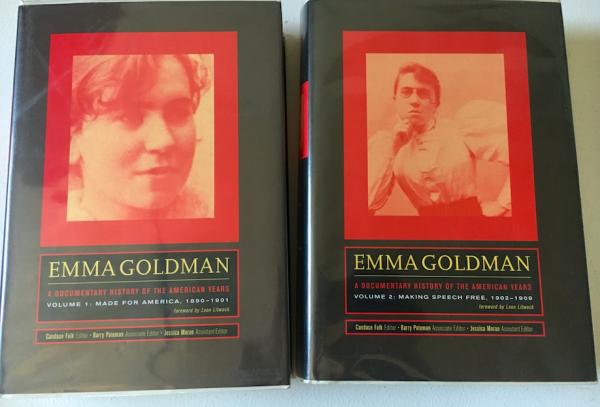 EMMA GOLDMAN
A DOCUMENTARY HISTORY OF THE AMERICAN YEARS
VOLUME 1: MADE FOR AMERICA, 1890–1901
foreword by Leon Litwack
Candace Falk Editor • Barry Pateman Associate Editor • Jessica Moran Assistant Editor
EMMA GOLDMAN
A DOCUMENTARY HISTORY OF THE AMERICAN YEARS
VOLUME 2: MAKING SPEECH FREE, 1902–1909
foreword by Leon Litwack
Candace Falk Editor • Barry Pateman Associate Editor • Jessica Moran Assistant Editor